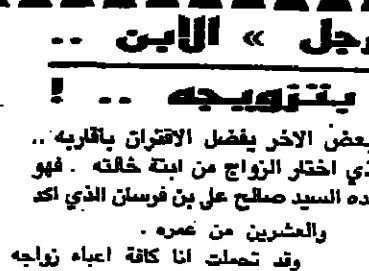 رجل » الابن ..
بتزويجه .. !
بعض الاخر يفضل الاقتران باقاربه ..
ذي اختار الزواج من ابنة خالته . فهو
ده السيد صالح علي بن فرسان الذي اكد
والعشرين من عمره .
وقد تحملت انا كافة اعباء زواجه